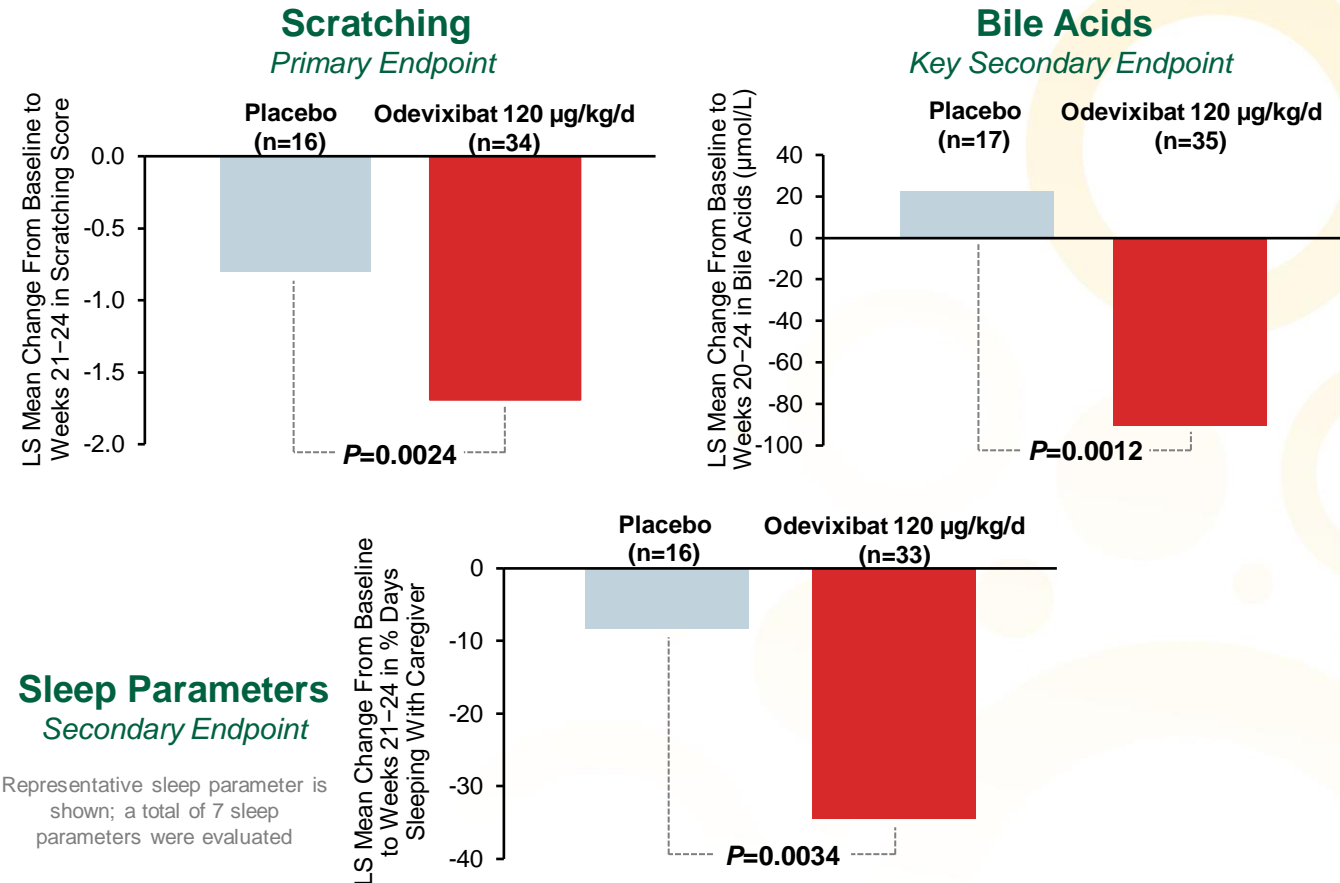 Scratching
Primary Endpoint
LS Mean Change From Baseline to
Weeks 21−24 in Scratching Score
Placebo
(n=16)
Odevixibat 120 µg/kg/d
(n=34)
0.0
-0.5
-1.0
-1.5
-2.0
P=0.0024
Bile Acids
Key Secondary Endpoint
LS Mean Change From Baseline to
Weeks 20−24 in Bile Acids (µmol/L)
Placebo
(n=17)
Odevixibat 120 µg/kg/d
(n=35)
40
20
0
-20
-40
-60
-80
-100
P=0.0012
Sleep Parameters
Secondary Endpoint
Representative sleep parameter is
shown; a total of 7 sleep
parameters were evaluated
LS Mean Change From Baseline
to Weeks 21−24 in % Days
Sleeping With Caregiver
Placebo
(n=16)
Odevixibat 120 µg/kg/d
(n=33)
0
-10
-20
-30
-40
P=0.0034